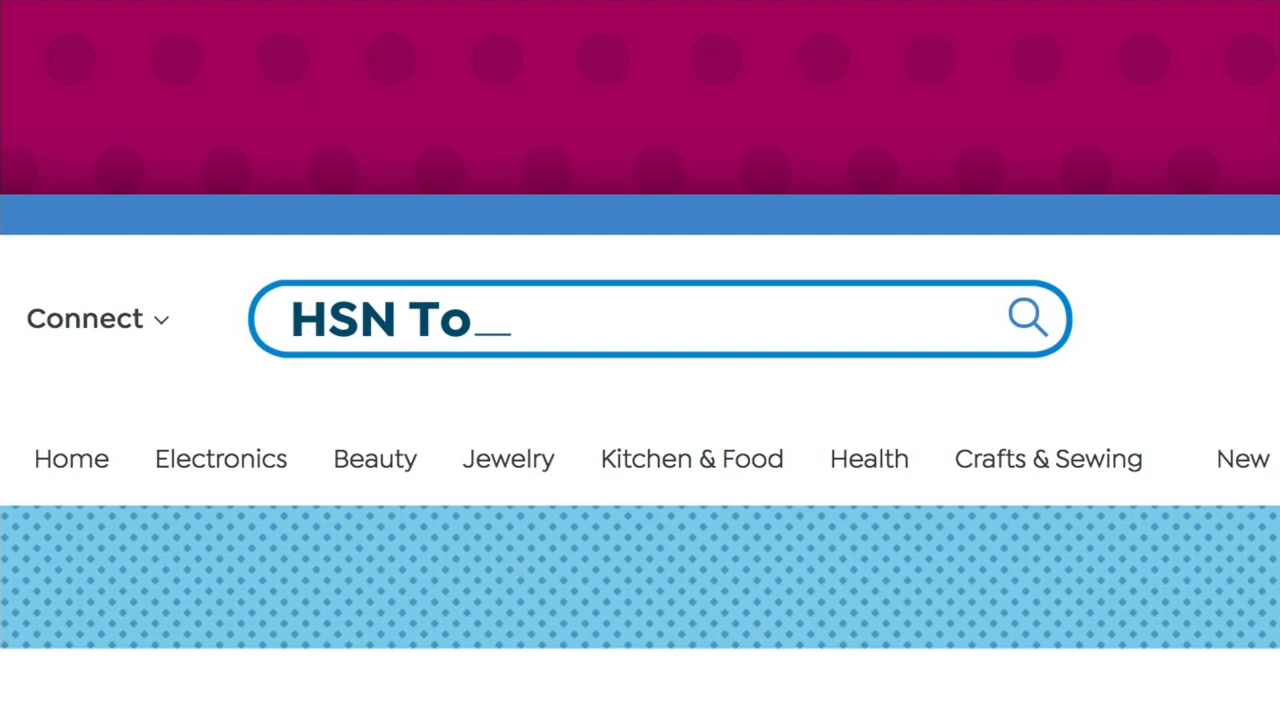 Connect
HSN To_
Home Electronics Beauty Jewelry Kitchen & Food Health Crafts & Sewing New